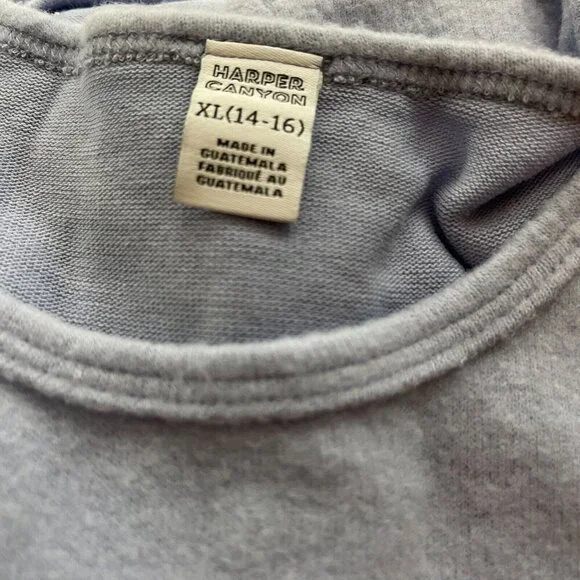 HARPER
CANYON
XL(14-16)
MADE IN
GUATEMALA
FABRIQUÉ AU
GUATEMALA